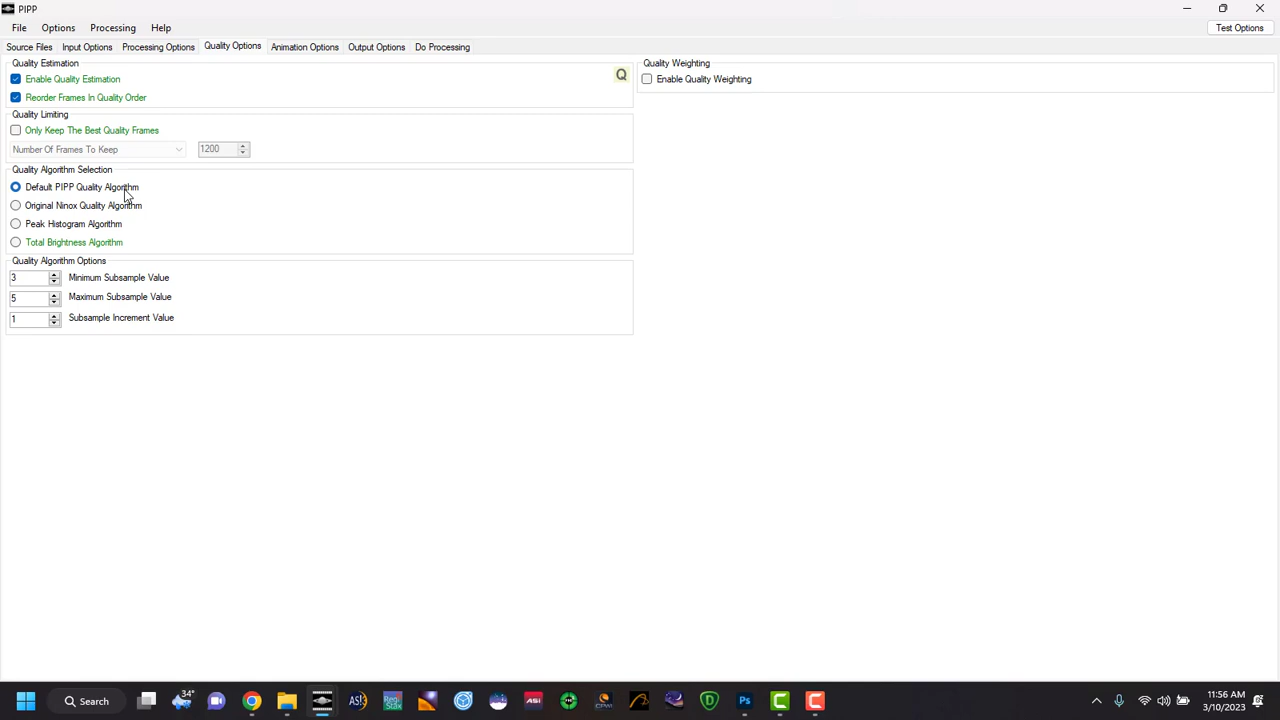 PIPP
File Options Processing Help Test Options
Source Files Input Options Processing Options Quality Options Animation Options Output Options Do Processing
Quality Estimation Quality Weighting
Enable Quality Estimation Q Enable Quality Weighting
Reorder Frames In Quality Order
Quality Limiting
Only Keep The Best Quality Frames
Number Of Frames To Keep 1200
Quality Algorithm Selection
Default PIPP Quality Algorithm
Original Ninox Quality Algorithm
Peak Histogram Algorithm
Total Brightness Algorithm
Quality Algorithm Options
3 Minimum Subsample Value
5 Maximum Subsample Value
1 Subsample Increment Value
Search 34° ASI CPWI Ps 11:56 AM
3/10/2023